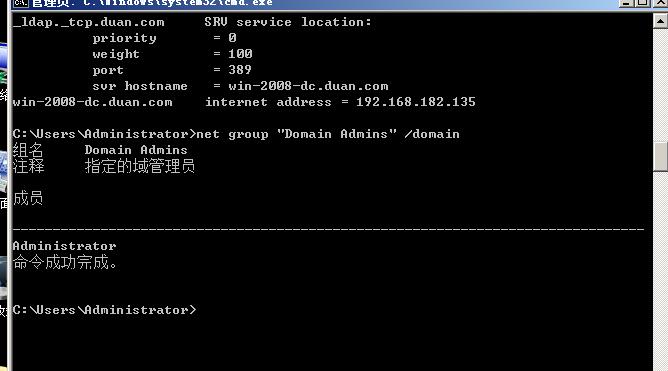 管理员: C:\Windows\system32\cmd.exe
_ldap._tcp.duan.com     SRV service location:
          priority       = 0
          weight         = 100
          port           = 389
          svr hostname   = win-2008-dc.duan.com
win-2008-dc.duan.com    internet address = 192.168.182.135
C:\Users\Administrator>net group "Domain Admins" /domain
组名     Domain Admins
注释     指定的域管理员
成员
-------------------------------------------------------------------------------
Administrator
命令成功完成。
C:\Users\Administrator>